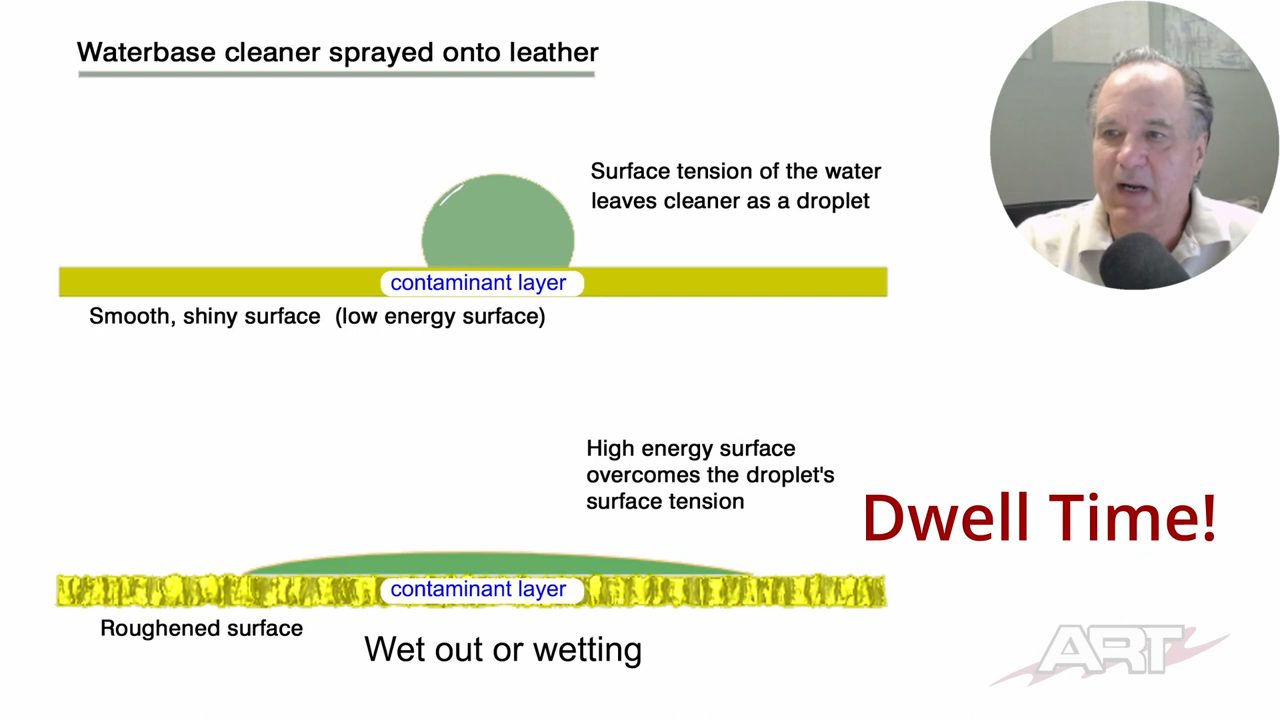 Waterbase cleaner sprayed onto leather
Surface tension of the water
leaves cleaner as a droplet
contaminant layer
Smooth, shiny surface (low energy surface)
High energy surface
overcomes the droplet's
surface tension
Dwell Time!
contaminant layer
Roughened surface
Wet out or wetting
ART